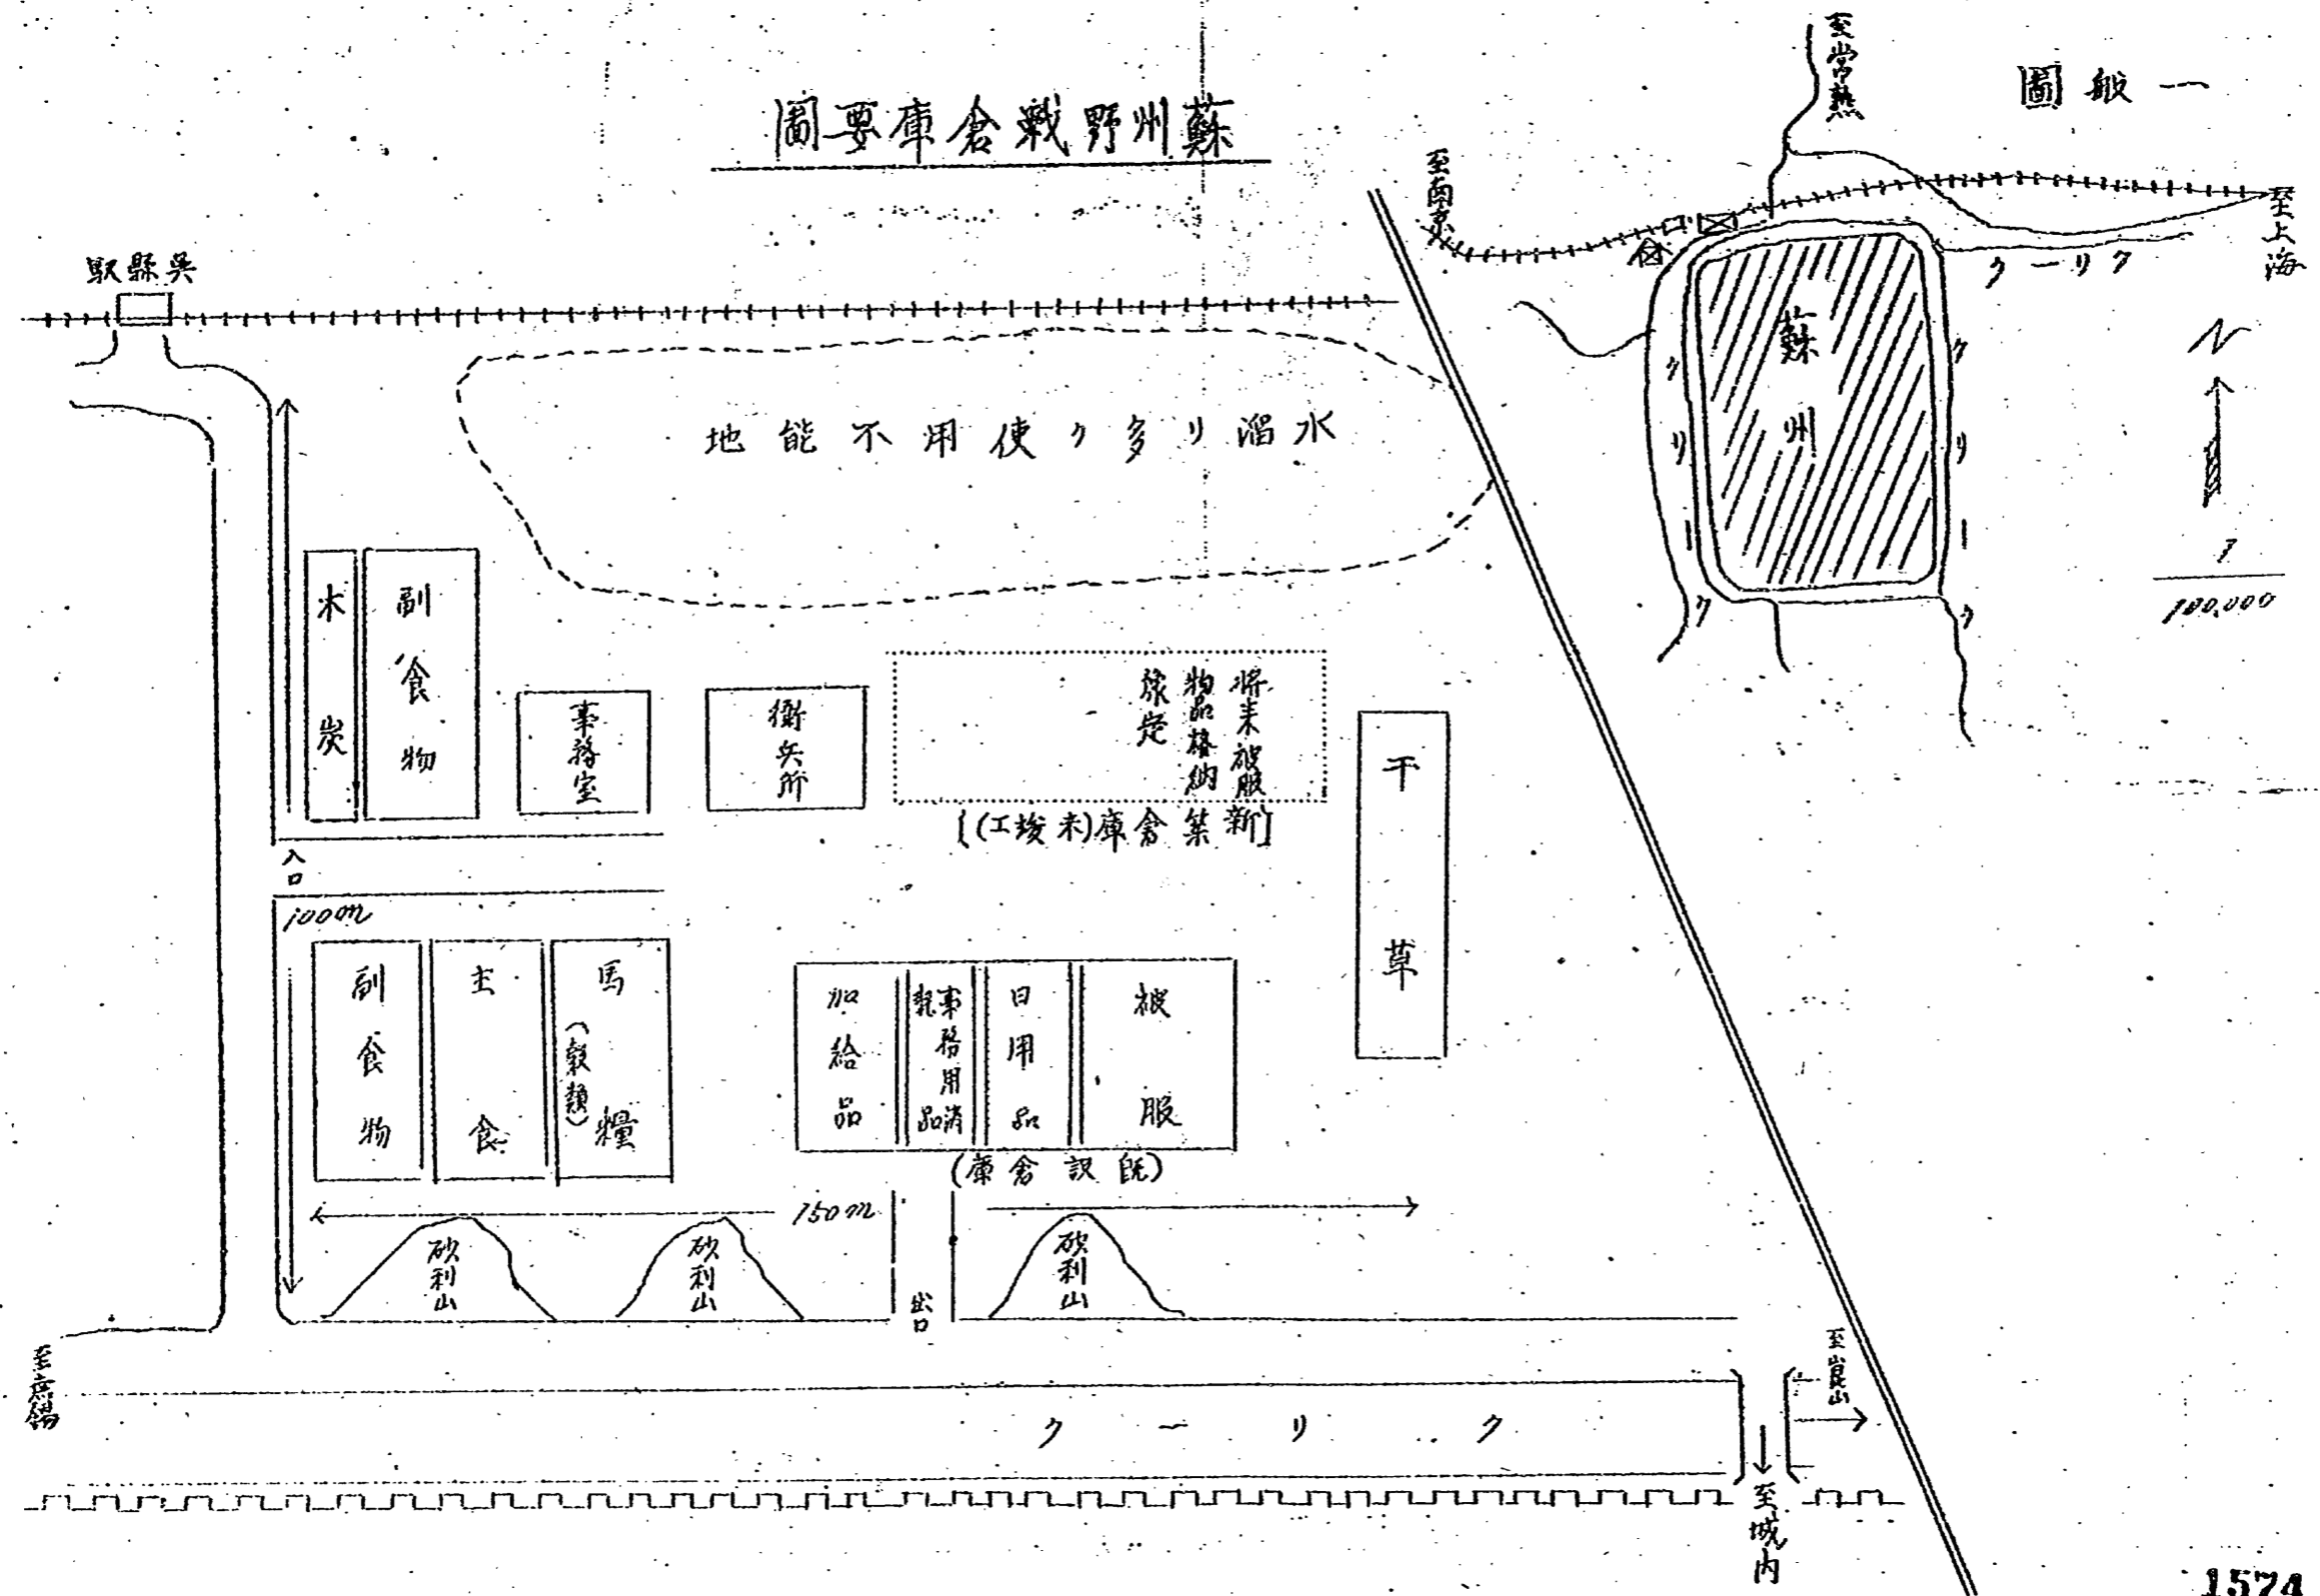 蘇州野戰倉庫要圖
一般圖
至常熟
至南京
至上海
クリーク
蘇州
クリーク
クリーク
N
1
100,000
吳縣駅
水溜リ多ク使用不能地
木炭
副食物
事務室
衛兵所
將来被服
物品格納
旅定
[新築倉庫(未竣工)]
干草
入口
100m
副食物
主食
馬糧
(穀類)
加給品
事務用消
耗品
日用品
被服
(既設倉庫)
150m
砂利山
砂利山
砂利山
出口
至無錫
至崑山
クリーク
至城内
1574